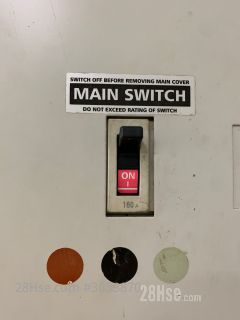 SWITCH OFF BEFORE REMOVING MAIN COVER
MAIN SWITCH
DO NOT EXCEED RATING OF SWITCH
ON
I
160 A
28Hse.com